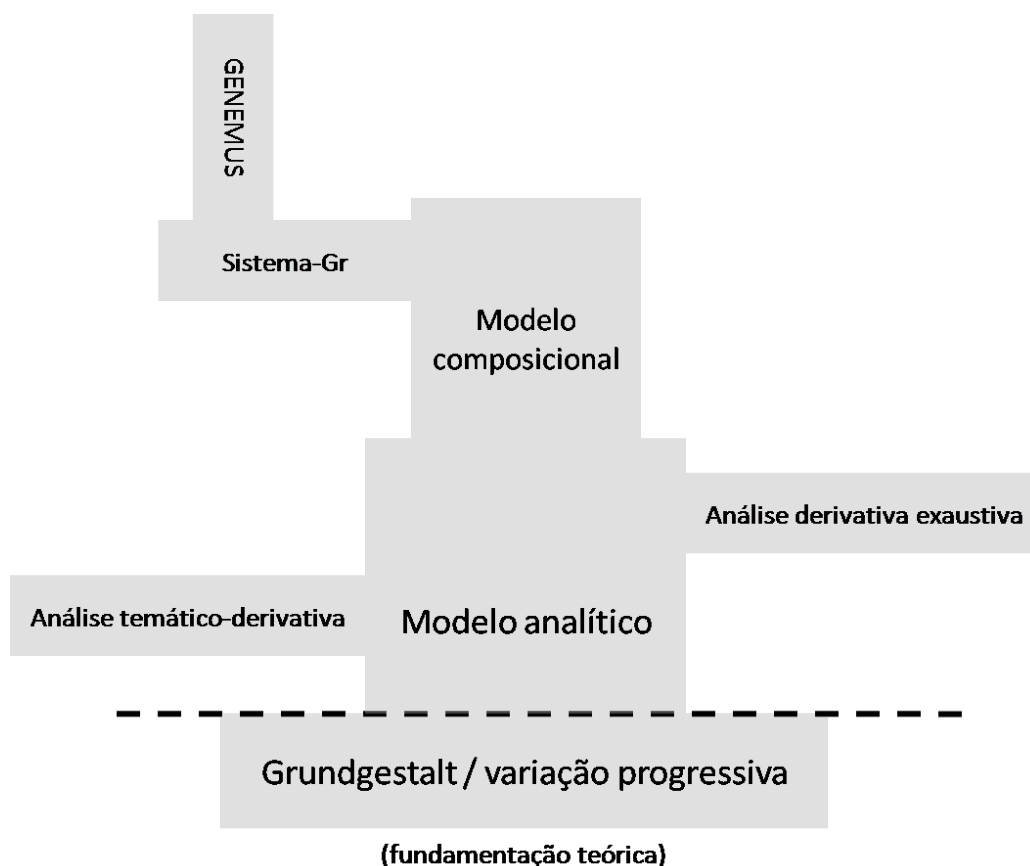 GENEMUS
Sistema-Gr
Modelo
composicional
Análise derivativa exaustiva
Análise temático-derivativa
Modelo analítico
Grundgestalt / variação progressiva
(fundamentação teórica)